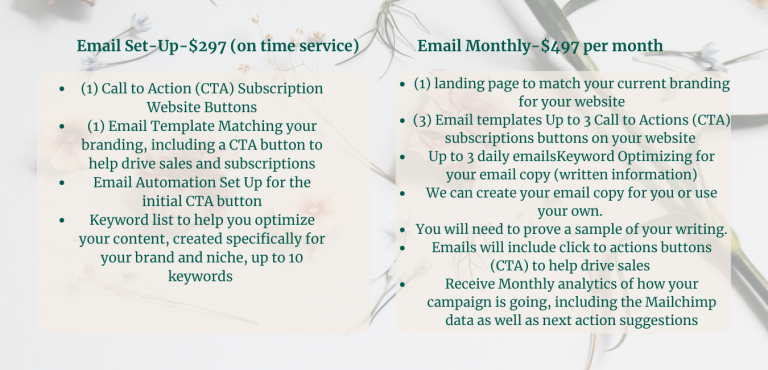 Email Set-Up-$297 (on time service)
• (1) Call to Action (CTA) Subscription
Website Buttons
• (1) Email Template Matching your
branding, including a CTA button to
help drive sales and subscriptions
• Email Automation Set Up for the
initial CTA button
• Keyword list to help you optimize
your content, created specifically for
your brand and niche, up to 10
keywords
Email Monthly-$497 per month
• (1) landing page to match your current branding
for your website
• (3) Email templates Up to 3 Call to Actions (CTA)
subscriptions buttons on your website
• Up to 3 daily emailsKeyword Optimizing for
your email copy (written information)
• We can create your email copy for you or use
your own.
• You will need to prove a sample of your writing.
• Emails will include click to actions buttons
(CTA) to help drive sales
• Receive Monthly analytics of how your
campaign is going, including the Mailchimp
data as well as next action suggestions